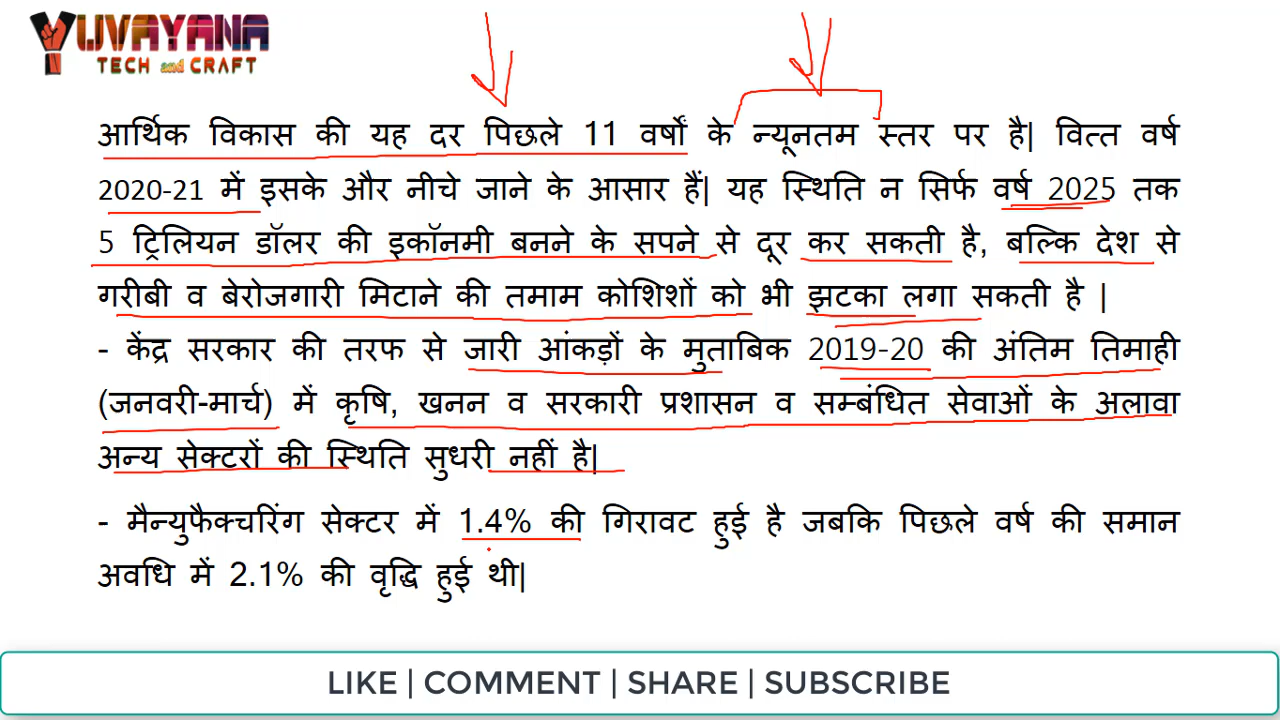 YUVAYANA
TECH and CRAFT
आर्थिक विकास की यह दर पिछले 11 वर्षों के न्यूनतम स्तर पर है| वित्त वर्ष
2020-21 में इसके और नीचे जाने के आसार हैं| यह स्थिति न सिर्फ वर्ष 2025 तक
5 ट्रिलियन डॉलर की इकॉनमी बनने के सपने से दूर कर सकती है, बल्कि देश से
गरीबी व बेरोजगारी मिटाने की तमाम कोशिशों को भी झटका लगा सकती है |
- केंद्र सरकार की तरफ से जारी आंकड़ों के मुताबिक 2019-20 की अंतिम तिमाही
(जनवरी-मार्च) में कृषि, खनन व सरकारी प्रशासन व सम्बंधित सेवाओं के अलावा
अन्य सेक्टरों की स्थिति सुधरी नहीं है|
- मैन्युफैक्चरिंग सेक्टर में 1.4% की गिरावट हुई है जबकि पिछले वर्ष की समान
अवधि में 2.1% की वृद्धि हुई थी|
LIKE | COMMENT | SHARE | SUBSCRIBE